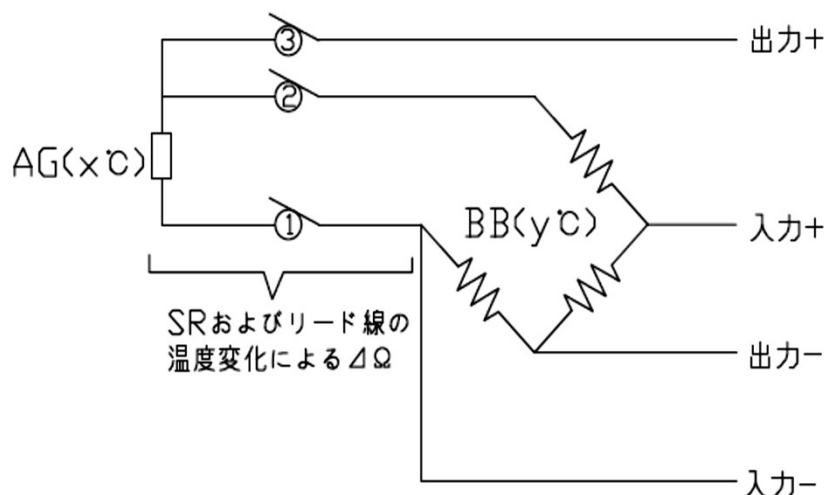 ③
出力+
②
AG(x℃)
①
BB(y℃)
入力+
SRおよびリード線の
温度変化によるΔΩ
出力-
入力-